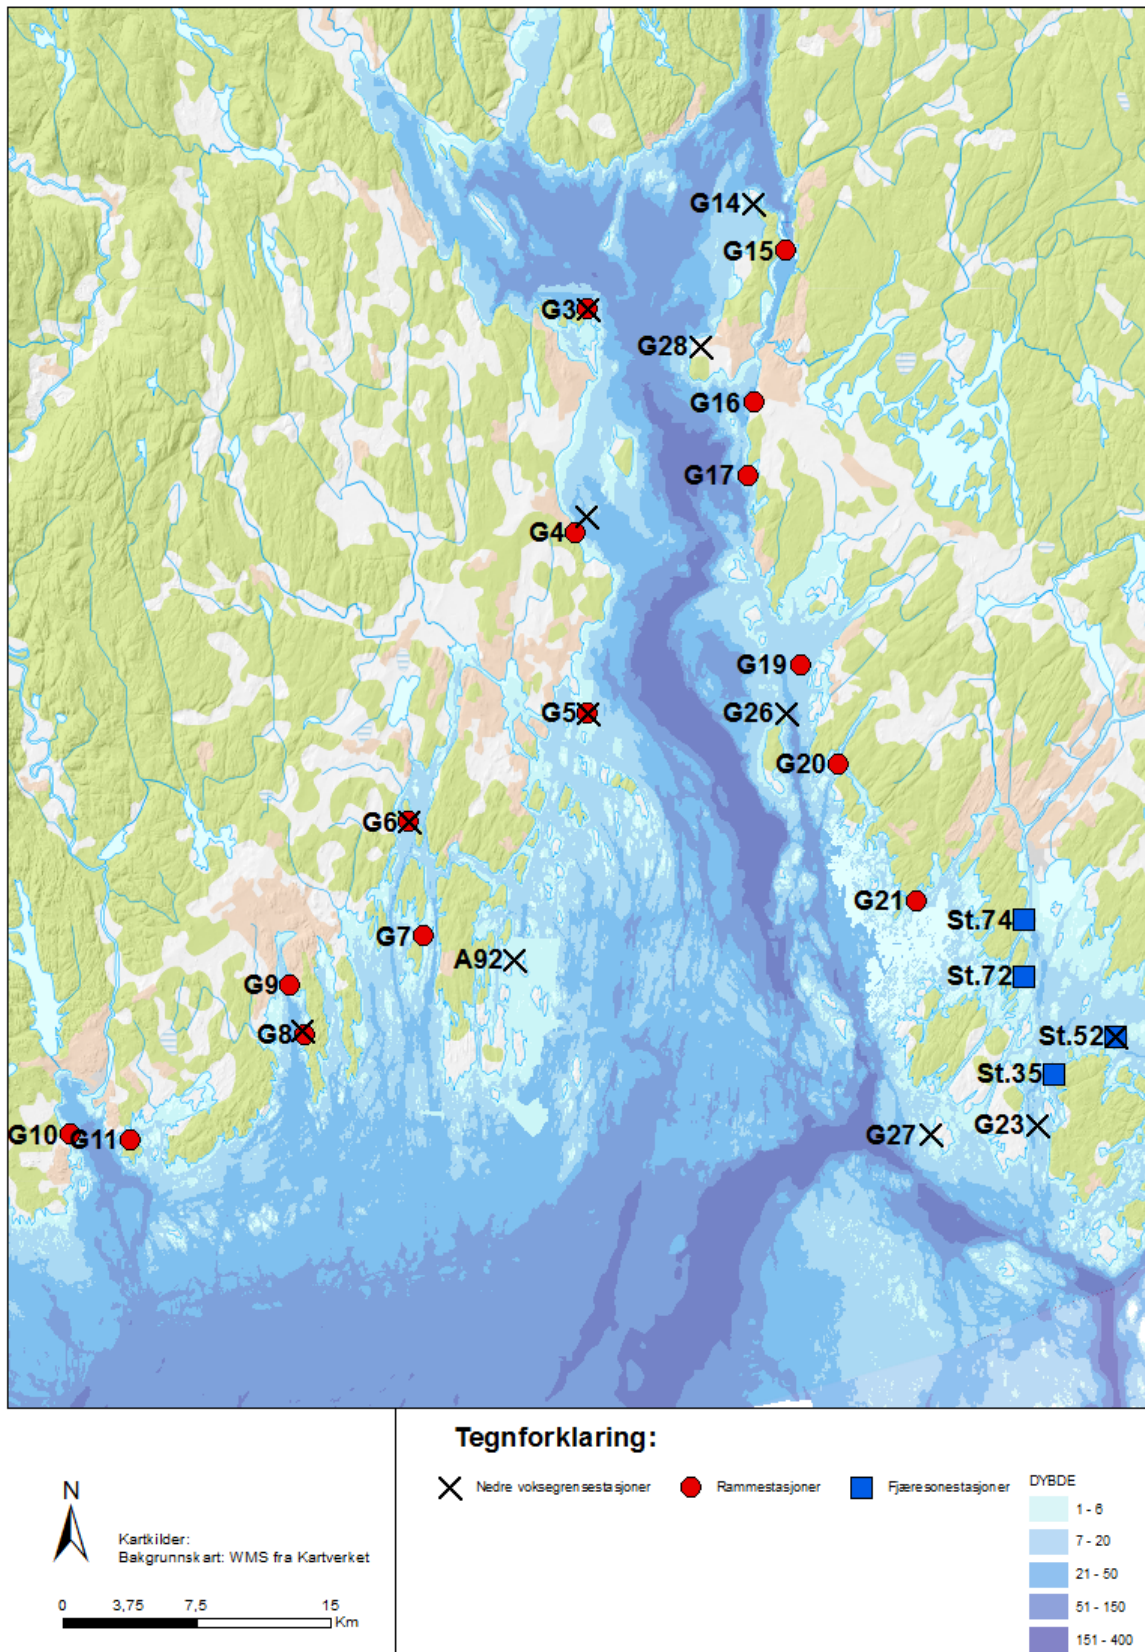 G14
G15
G3
G28
G16
G17
G4
G19
G5
G26
G20
G6
G21
St.74
G7
A92
St.72
G9
G8
St.52
St.35
G10
G11
G27
G23
Tegnforklaring:
Nedre voksegrensestasjoner
Rammestasjoner
Fjæresonestasjoner
DYBDE
1 - 6
7 - 20
21 - 50
51 - 150
151 - 400
N
Kartkilder:
Bakgrunnskart: WMS fra Kartverket
0 3,75 7,5 15
Km